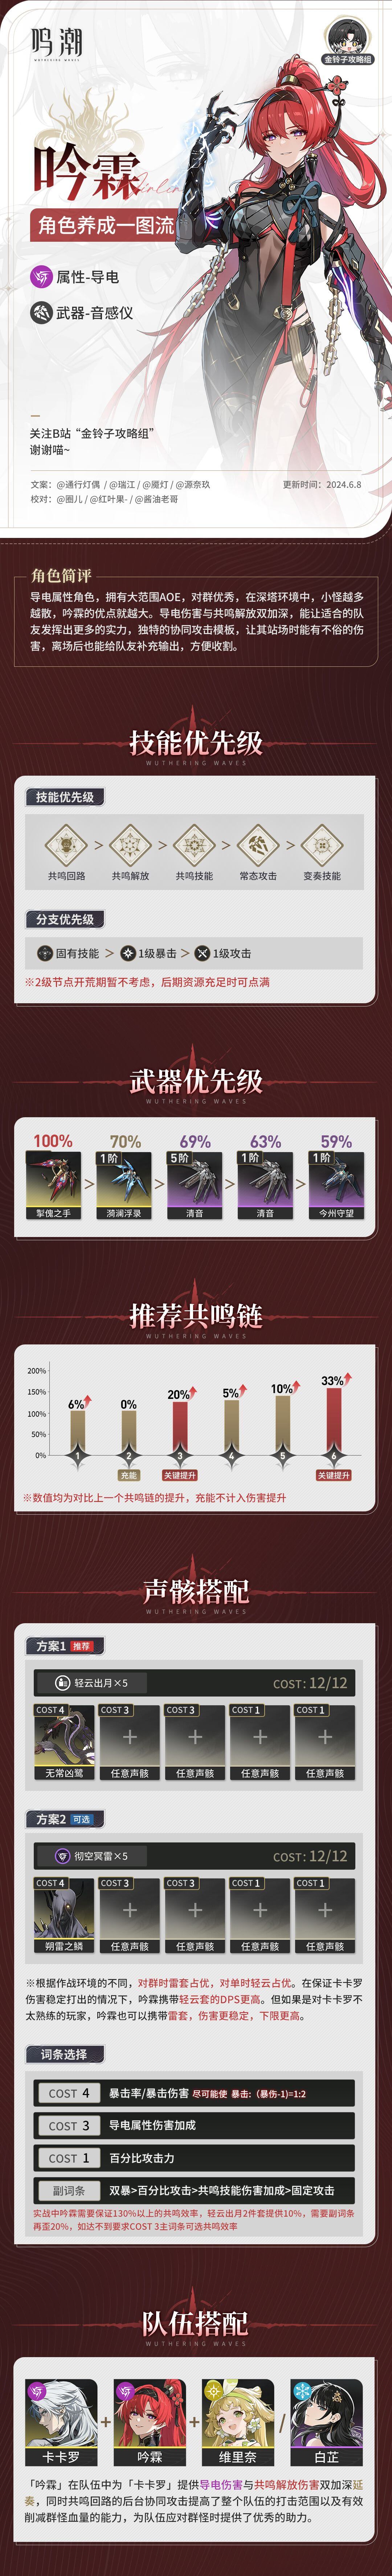 鸣潮
WUTHERING WAVES
金铃子攻略组
吟霖
Yinlin
角色养成一图流
属性-导电
武器-音感仪
关注B站“金铃子攻略组”
谢谢喵~
文案：@通行灯偶 / @瑞江 / @魇灯 / @源奈玖
更新时间：2024.6.8
校对：@圈儿 / @红叶果- / @酱油老哥
角色简评
导电属性角色，拥有大范围AOE，对群优秀，在深塔环境中，小怪越多
越散，吟霖的优点就越大。导电伤害与共鸣解放双加深，能让适合的队
友发挥出更多的实力，独特的协同攻击模板，让其站场时能有不俗的伤
害，离场后也能给队友补充输出，方便收割。
技能优先级
WUTHERING WAVES
技能优先级
共鸣回路 > 共鸣解放 > 共鸣技能 > 常态攻击 > 变奏技能
分支优先级
固有技能 > 1级暴击 > 1级攻击
※2级节点开荒期暂不考虑，后期资源充足时可点满
武器优先级
WUTHERING WAVES
100% 70% 69% 63% 59%
1阶 5阶 1阶 1阶
掣傀之手 > 漪澜浮录 > 清音 > 清音 > 今州守望
推荐共鸣链
WUTHERING WAVES
200%
150%
100%
50%
0%
6% 0% 20% 5% 10% 33%
1 2 3 4 5 6
充能 关键提升 关键提升
※数值均为对比上一个共鸣链的提升，充能不计入伤害提升
声骸搭配
WUTHERING WAVES
方案1 推荐
轻云出月×5 COST：12/12
COST 4 COST 3 COST 3 COST 1 COST 1
无常凶鹭 任意声骸 任意声骸 任意声骸 任意声骸
方案2 可选
彻空冥雷×5 COST：12/12
COST 4 COST 3 COST 3 COST 1 COST 1
朔雷之鳞 任意声骸 任意声骸 任意声骸 任意声骸
※根据作战环境的不同，对群时雷套占优，对单时轻云占优。在保证卡卡罗
伤害稳定打出的情况下，吟霖携带轻云套的DPS更高。但如果是对卡卡罗不
太熟练的玩家，吟霖也可以携带雷套，伤害更稳定，下限更高。
词条选择
COST 4 暴击率/暴击伤害 尽可能使 暴击：(暴伤-1)=1:2
COST 3 导电属性伤害加成
COST 1 百分比攻击力
副词条 双暴>百分比攻击>共鸣技能伤害加成>固定攻击
实战中吟霖需要保证130%以上的共鸣效率，轻云出月2件套提供10%，需要副词条
再歪20%，如达不到要求COST 3主词条可选共鸣效率
队伍搭配
WUTHERING WAVES
卡卡罗 + 吟霖 + 维里奈 / 白芷
「吟霖」在队伍中为「卡卡罗」提供导电伤害与共鸣解放伤害双加深延
奏，同时共鸣回路的后台协同攻击提高了整个队伍的打击范围以及有效
削减群怪血量的能力，为队伍应对群怪时提供了优秀的助力。